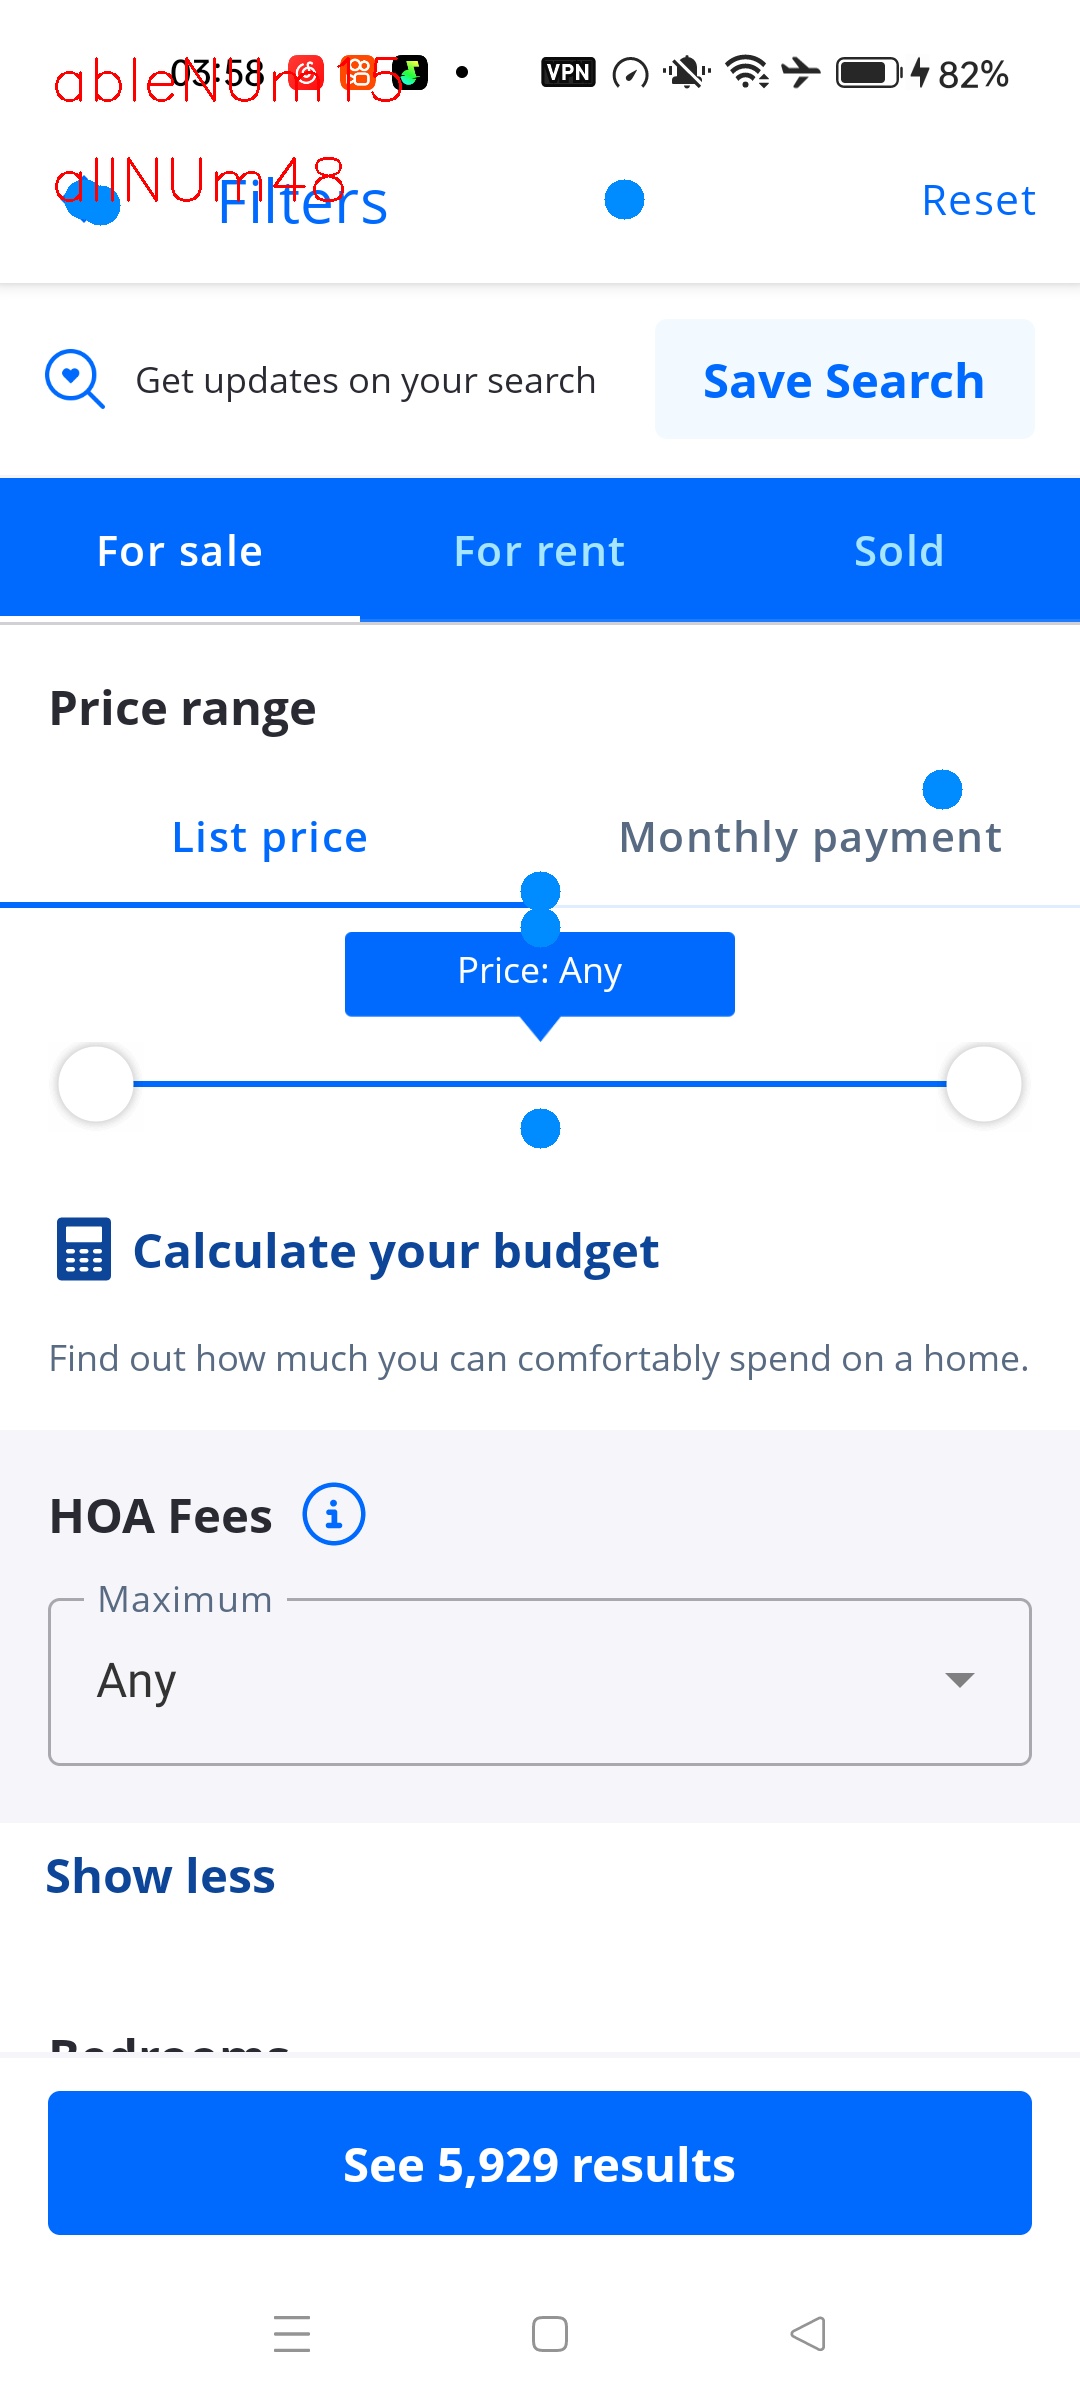 ableNum 15
03:58
VPN
82%
allNUm48
Filters
Reset
Get updates on your search
Save Search
For sale
For rent
Sold
Price range
List price
Monthly payment
Price: Any
Calculate your budget
Find out how much you can comfortably spend on a home.
HOA Fees
Maximum
Any
Show less
Bedrooms
See 5,929 results